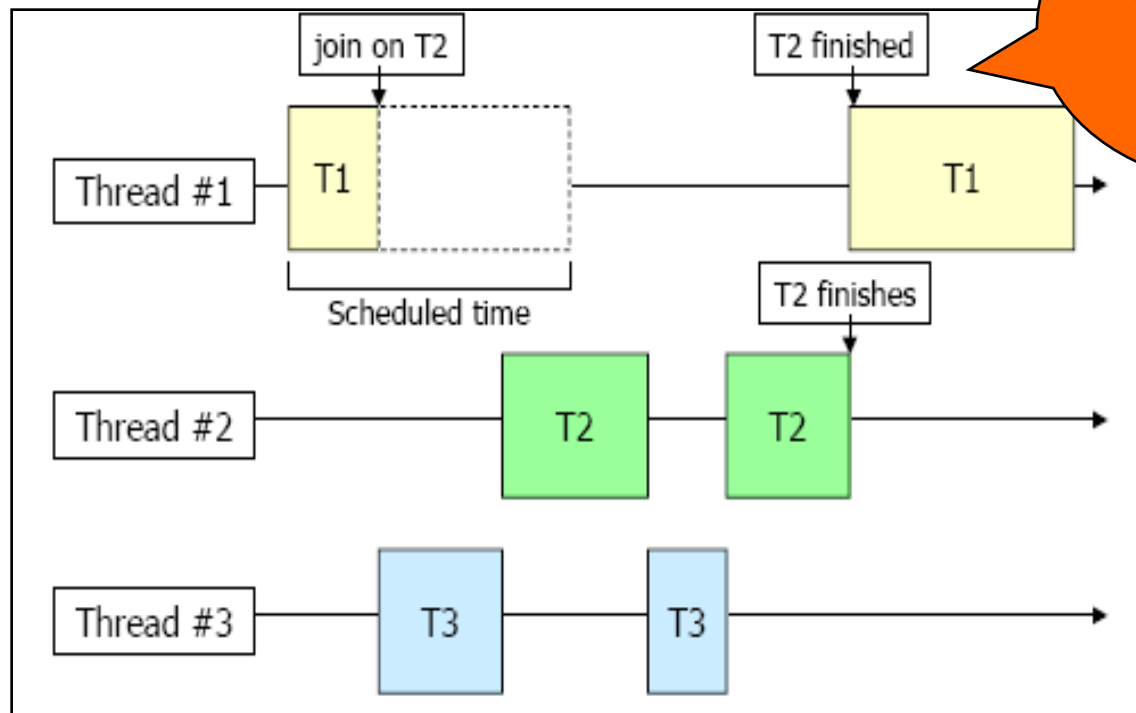 join on T2
T2 finished
Thread #1
T1
T1
Scheduled time
T2 finishes
Thread #2
T2
T2
Thread #3
T3
T3